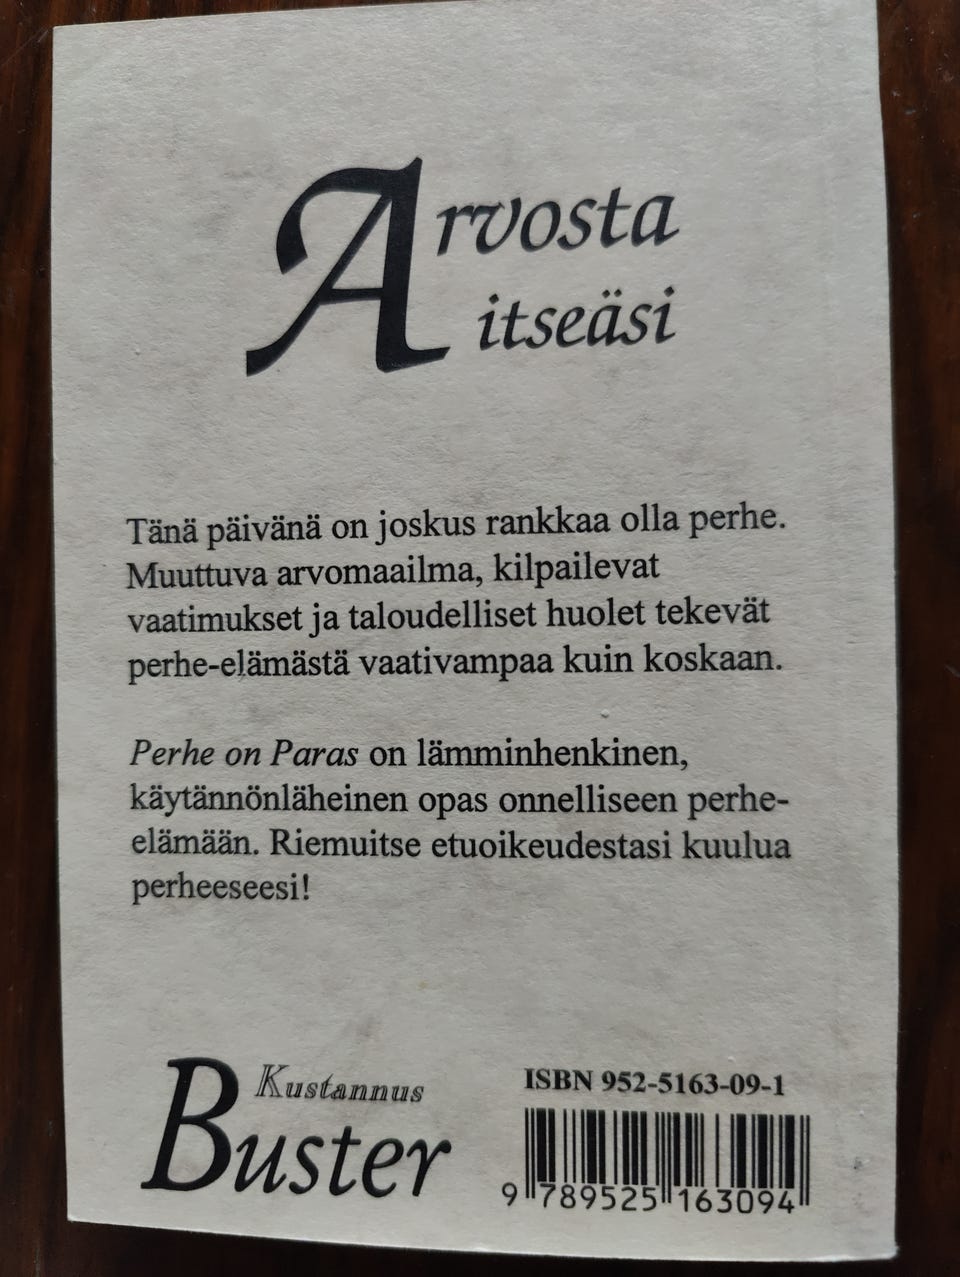 Arvosta
itseäsi
Tänä päivänä on joskus rankkaa olla perhe.
Muuttuva arvomaailma, kilpailevat
vaatimukset ja taloudelliset huolet tekevät
perhe-elämästä vaativampaa kuin koskaan.
Perhe on Paras on lämminhenkinen,
käytännönläheinen opas onnelliseen perhe-
elämään. Riemuitse etuoikeudestasi kuulua
perheeseesi!
Kustannus
Buster
ISBN 952-5163-09-1
9 789525 163094